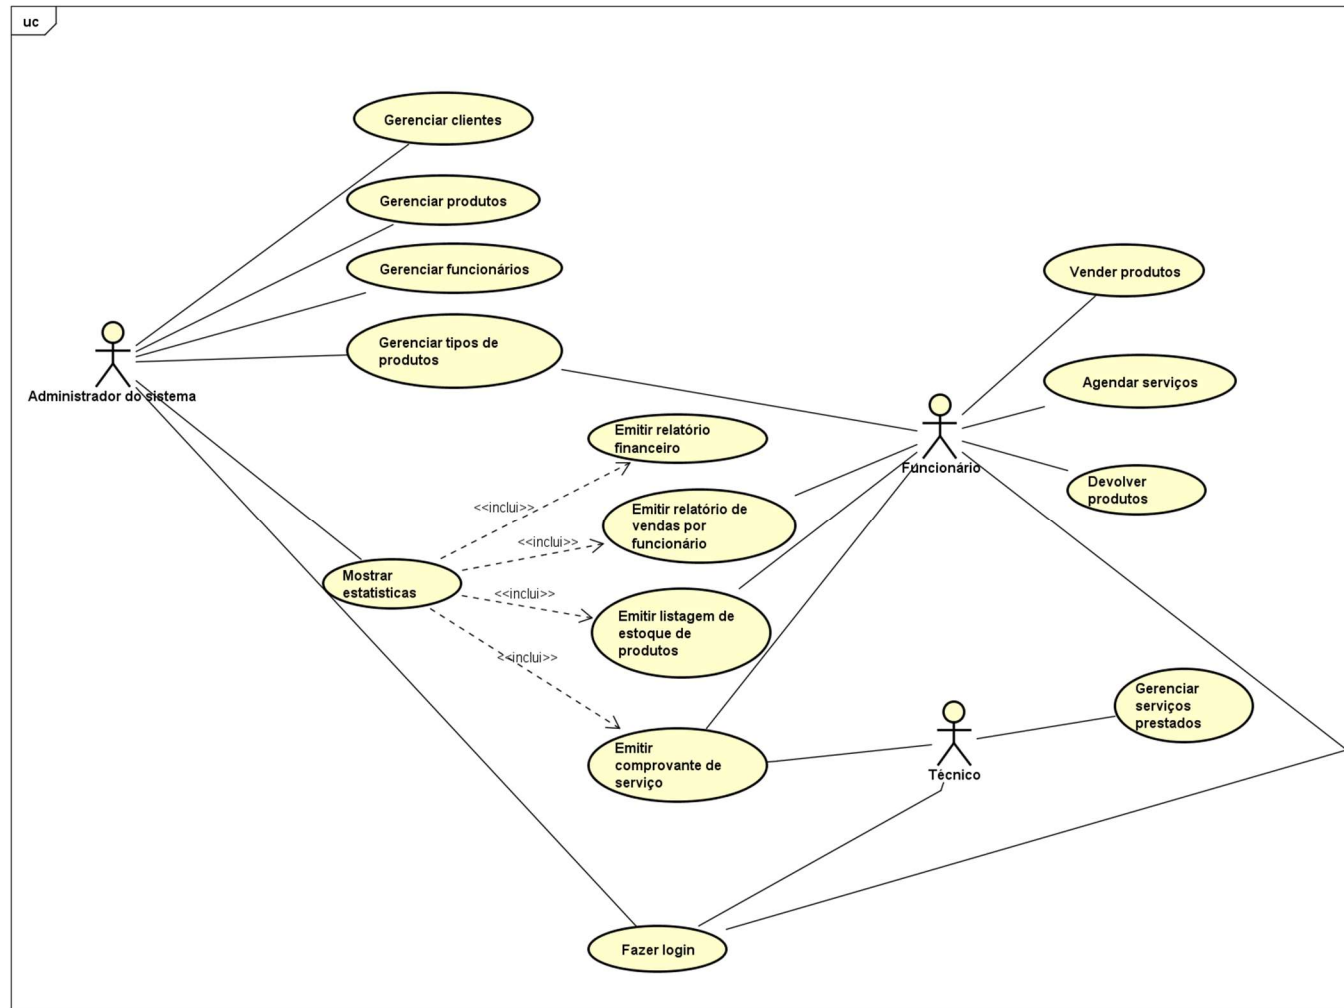 uc
Gerenciar clientes
Gerenciar produtos
Gerenciar funcionários
Vender produtos
Gerenciar tipos de
produtos
Agendar serviços
Administrador do sistema
Emitir relatório
financeiro
Funcionário
Devolver
produtos
<<inclui>>
Emitir relatório de
vendas por
funcionário
<<inclui>>
Mostrar
estatisticas
<<inclui>>
Emitir listagem de
estoque de
produtos
<<inclui>>
Gerenciar
serviços
prestados
Emitir
comprovante de
serviço
Técnico
Fazer login